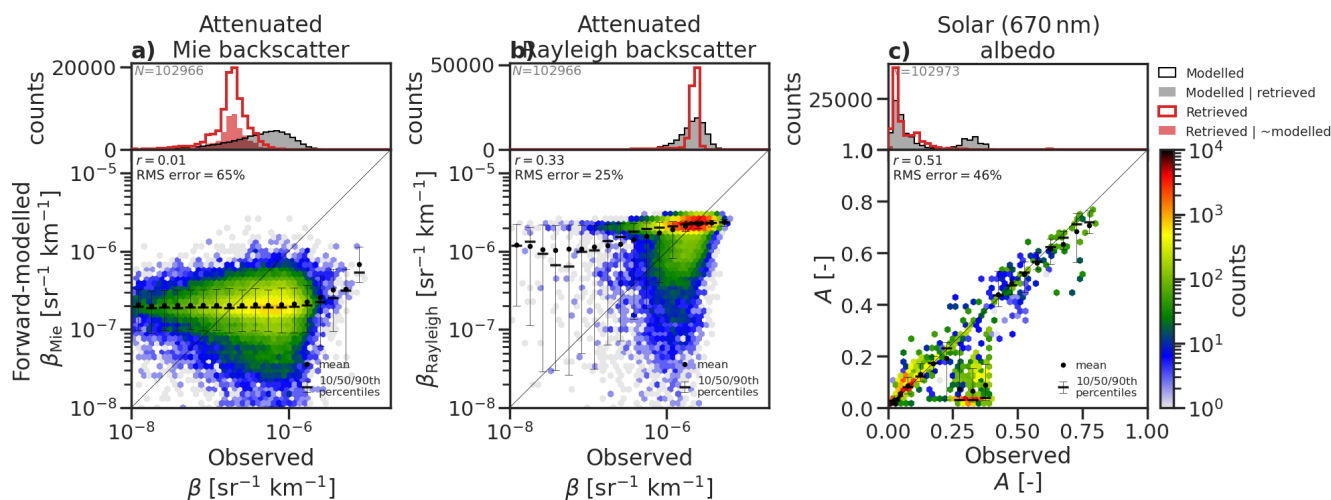 Attenuated
Mie backscatter
a)
N=102966
20000
0
counts
r = 0.01
RMS error = 65%
10⁻⁵
10⁻⁶
10⁻⁷
10⁻⁸
Forward-modelled
β_Mie [sr⁻¹ km⁻¹]
mean
10/50/90th
percentiles
10⁻⁸
10⁻⁶
Observed
β [sr⁻¹ km⁻¹]
Attenuated
Rayleigh backscatter
b)
N=102966
50000
0
counts
r = 0.33
RMS error = 25%
10⁻⁵
10⁻⁶
10⁻⁷
10⁻⁸
β_Rayleigh [sr⁻¹ km⁻¹]
mean
10/50/90th
percentiles
10⁻⁸
10⁻⁶
Observed
β [sr⁻¹ km⁻¹]
Solar (670 nm)
albedo
c)
=102973
25000
counts
r = 0.51
RMS error = 46%
1.0
0.8
0.6
0.4
0.2
0.0
A [-]
mean
10/50/90th
percentiles
0.00
0.25
0.50
0.75
1.00
Observed
A [-]
Modelled
Modelled | retrieved
Retrieved
Retrieved | ~modelled
10⁴
10³
10²
10¹
10⁰
counts